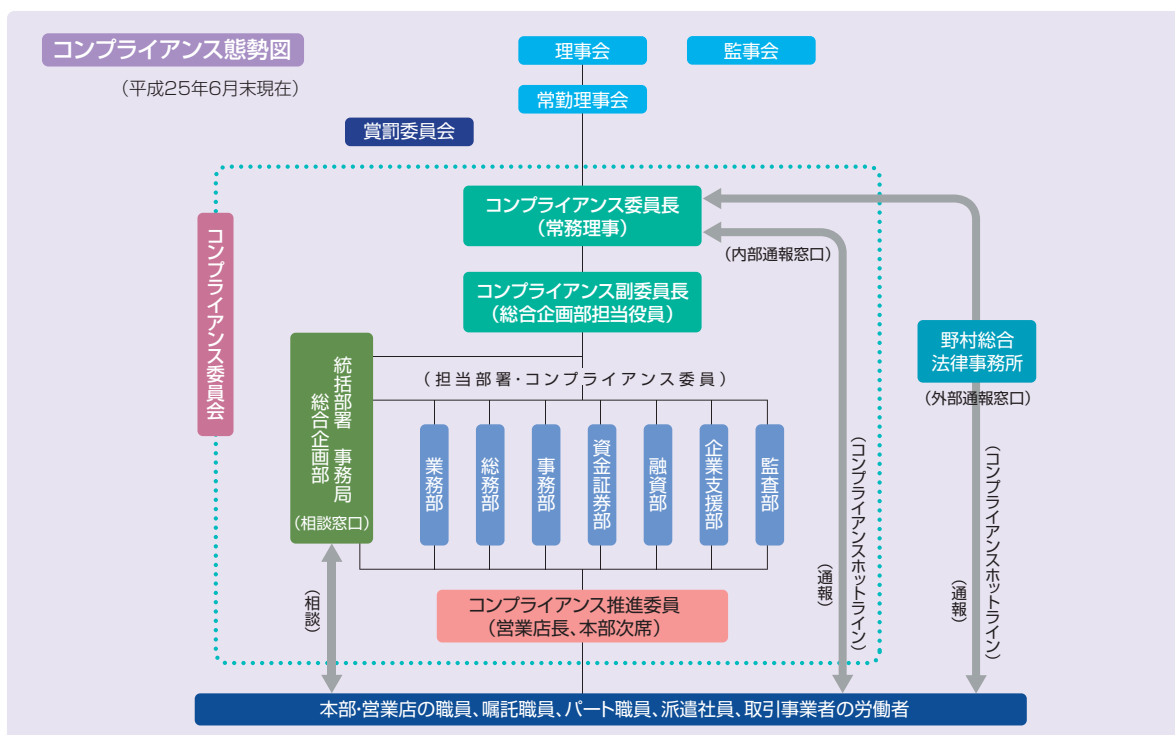 コンプライアンス態勢図
（平成25年6月末現在）
理事会
監事会
常勤理事会
賞罰委員会
コンプライアンス委員会
コンプライアンス委員長
（常務理事）
（内部通報窓口）
コンプライアンス副委員長
（総合企画部担当役員）
野村総合
法律事務所
（外部通報窓口）
統括部署　事務局
総合企画部
（相談窓口）
（担当部署・コンプライアンス委員）
業務部
総務部
事務部
資金証券部
融資部
企業支援部
監査部
（コンプライアンスホットライン）
（通報）
（コンプライアンスホットライン）
（通報）
（相談）
コンプライアンス推進委員
（営業店長、本部次席）
本部・営業店の職員、嘱託職員、パート職員、派遣社員、取引事業者の労働者